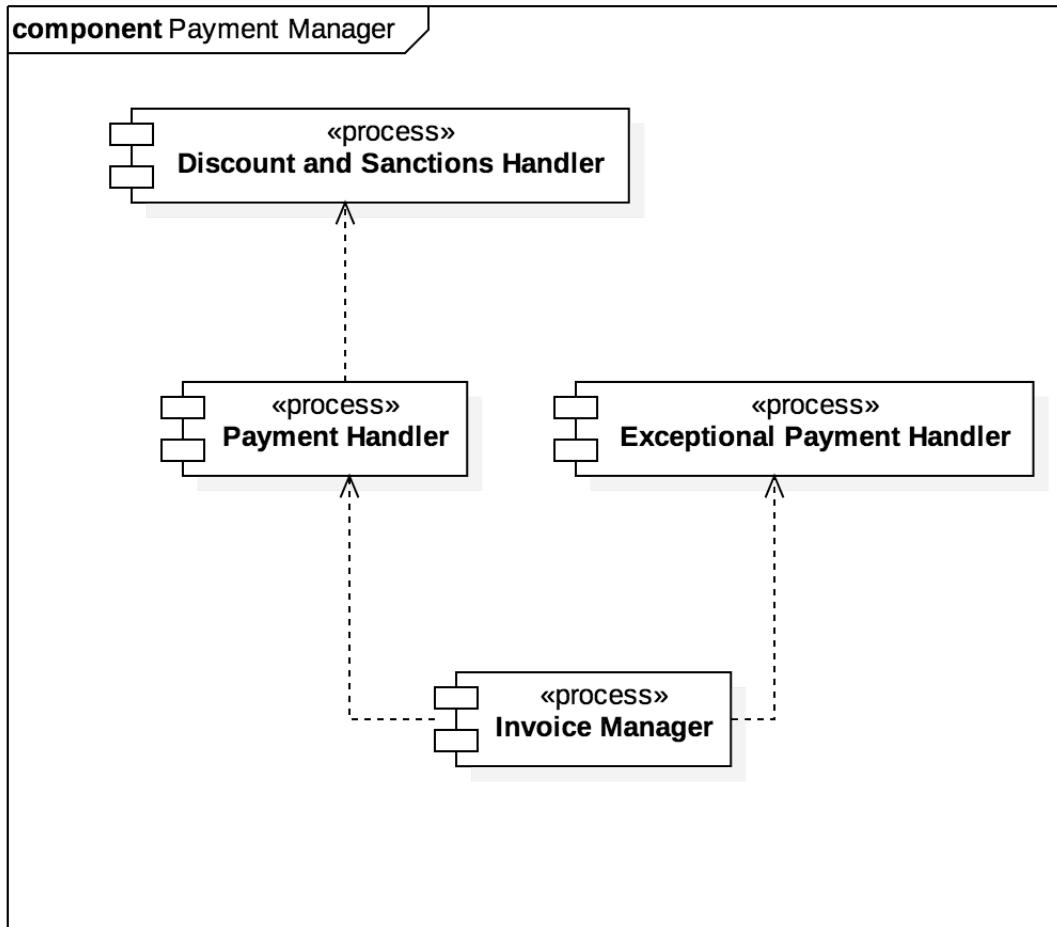 component Payment Manager
«process»
Discount and Sanctions Handler
«process»
Payment Handler
«process»
Exceptional Payment Handler
«process»
Invoice Manager